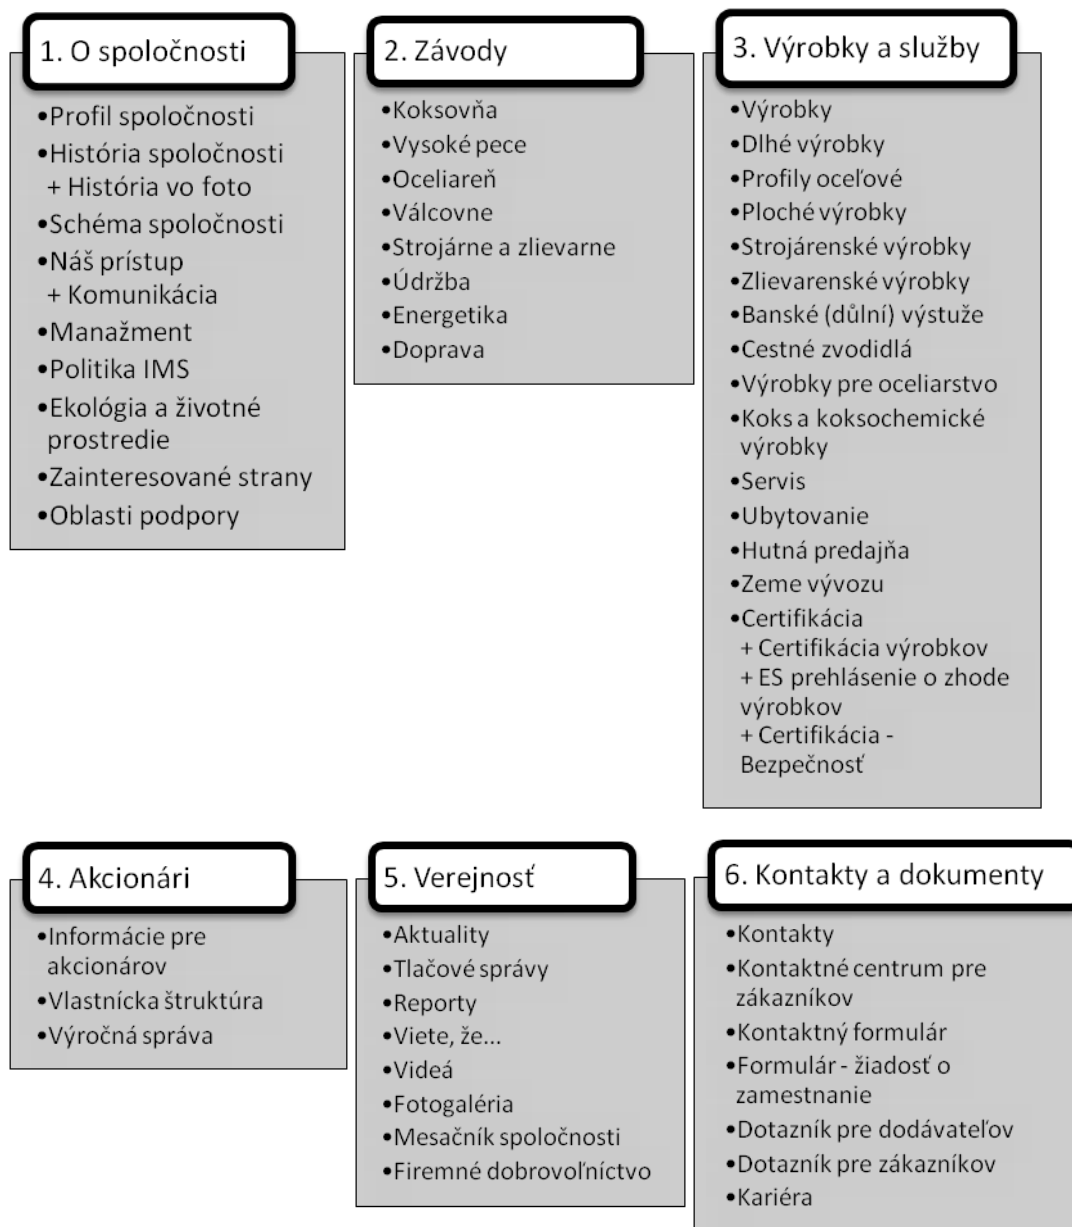 1. O spoločnosti
•Profil spoločnosti
•História spoločnosti
+ História vo foto
•Schéma spoločnosti
•Náš prístup
+ Komunikácia
•Manažment
•Politika IMS
•Ekológia a životné
prostredie
•Zainteresované strany
•Oblasti podpory
2. Závody
•Koksovňa
•Vysoké pece
•Oceliareň
•Válcovne
•Strojárne a zlievarne
•Údržba
•Energetika
•Doprava
3. Výrobky a služby
•Výrobky
•Dlhé výrobky
•Profily oceľové
•Ploché výrobky
•Strojárenské výrobky
•Zlievarenské výrobky
•Banské (důlní) výstuže
•Cestné zvodidlá
•Výrobky pre oceliarstvo
•Koks a koksochemické
výrobky
•Servis
•Ubytovanie
•Hutná predajňa
•Zeme vývozu
•Certifikácia
+ Certifikácia výrobkov
+ ES prehlásenie o zhode
výrobkov
+ Certifikácia -
Bezpečnosť
4. Akcionári
•Informácie pre
akcionárov
•Vlastnícka štruktúra
•Výročná správa
5. Verejnosť
•Aktuality
•Tlačové správy
•Reporty
•Viete, že...
•Videá
•Fotogaléria
•Mesačník spoločnosti
•Firemné dobrovoľníctvo
6. Kontakty a dokumenty
•Kontakty
•Kontaktné centrum pre
zákazníkov
•Kontaktný formulár
•Formulár - žiadosť o
zamestnanie
•Dotazník pre dodávateľov
•Dotazník pre zákazníkov
•Kariéra